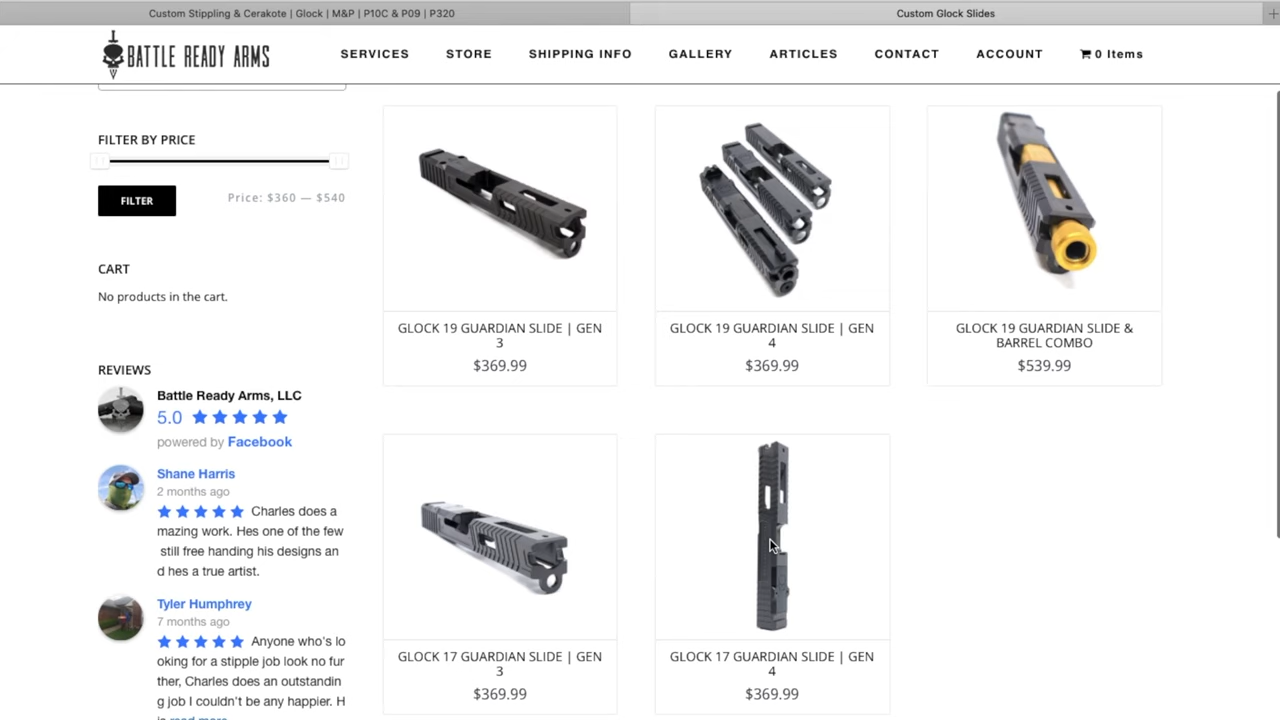 Custom Stippling & Cerakote | Glock | M&P | P10C & P09 | P320
Custom Glock Slides
BATTLE READY ARMS
SERVICES
STORE
SHIPPING INFO
GALLERY
ARTICLES
CONTACT
ACCOUNT
0 Items
FILTER BY PRICE
FILTER
Price: $360 — $540
CART
No products in the cart.
REVIEWS
Battle Ready Arms, LLC
5.0
powered by Facebook
Shane Harris
2 months ago
Charles does a
mazing work. Hes one of the few
still free handing his designs an
d hes a true artist.
Tyler Humphrey
7 months ago
Anyone who's lo
oking for a stipple job look no fur
ther, Charles does an outstandin
g job I couldn't be any happier. H
GLOCK 19 GUARDIAN SLIDE | GEN
3
$369.99
GLOCK 19 GUARDIAN SLIDE | GEN
4
$369.99
GLOCK 19 GUARDIAN SLIDE &
BARREL COMBO
$539.99
GLOCK 17 GUARDIAN SLIDE | GEN
3
$369.99
GLOCK 17 GUARDIAN SLIDE | GEN
4
$369.99